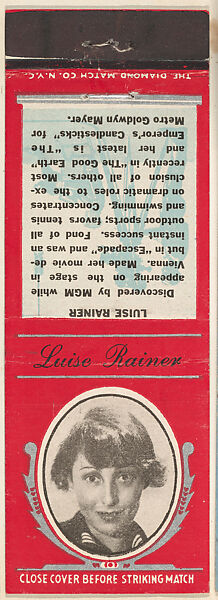 THE DIAMOND MATCH CO. N.Y.C.
LUISE RAINER
Discovered by MGM while
appearing on the stage in
Vienna. Made her movie de-
but in "Escapade" and was an
instant success. Fond of all
outdoor sports; favors tennis
and swimming. Concentrates
on dramatic roles to the ex-
clusion of all others. Most
recently in "The Good Earth"
and her latest is "The
Emperor's Candlesticks" for
Metro Goldwyn Mayer.
Luise Rainer
CLOSE COVER BEFORE STRIKING MATCH